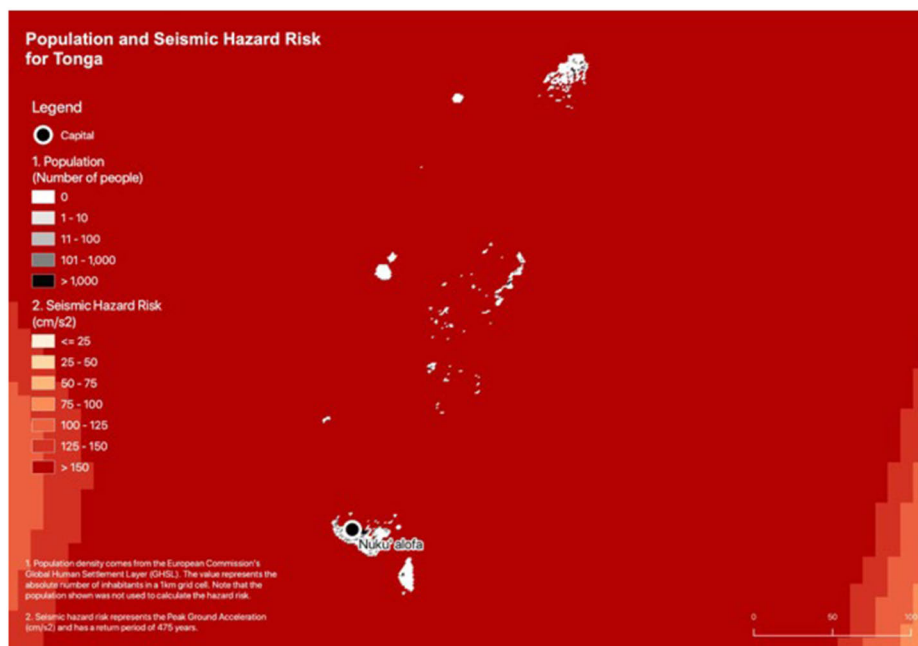 Population and Seismic Hazard Risk
for Tonga
Legend
Capital
1. Population
(Number of people)
0
1 - 10
11 - 100
101 - 1,000
> 1,000
2. Seismic Hazard Risk
(cm/s2)
<= 25
25 - 50
50 - 75
75 - 100
100 - 125
125 - 150
> 150
Nuku`alofa
1. Population density comes from the European Commission's
Global Human Settlement Layer (GHSL). The value represents the
absolute number of inhabitants in a 1km grid cell. Note that the
population shown was not used to calculate the hazard risk.
2. Seismic hazard risk represents the Peak Ground Acceleration
(cm/s2) and has a return period of 475 years.
0 50 100